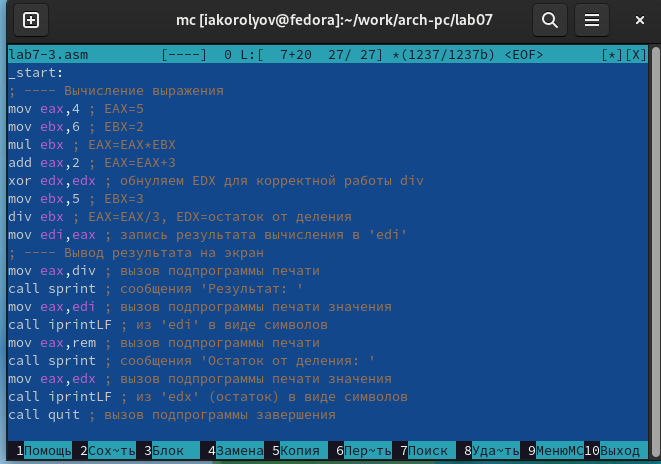 mc [iakorolyov@fedora]:~/work/arch-pc/lab07
lab7-3.asm [----] 0 L:[ 7+20 27/ 27] *(1237/1237b) <EOF> [*][X]
_start:
; ---- Вычисление выражения
mov eax,4 ; EAX=5
mov ebx,6 ; EBX=2
mul ebx ; EAX=EAX*EBX
add eax,2 ; EAX=EAX+3
xor edx,edx ; обнуляем EDX для корректной работы div
mov ebx,5 ; EBX=3
div ebx ; EAX=EAX/3, EDX=остаток от деления
mov edi,eax ; запись результата вычисления в 'edi'
; ---- Вывод результата на экран
mov eax,div ; вызов подпрограммы печати
call sprint ; сообщения 'Результат: '
mov eax,edi ; вызов подпрограммы печати значения
call iprintLF ; из 'edi' в виде символов
mov eax,rem ; вызов подпрограммы печати
call sprint ; сообщения 'Остаток от деления: '
mov eax,edx ; вызов подпрограммы печати значения
call iprintLF ; из 'edx' (остаток) в виде символов
call quit ; вызов подпрограммы завершения
1Помощь 2Сох~ть 3Блок 4Замена 5Копия 6Пер~ть 7Поиск 8Уда~ть 9МенюMC 10Выход